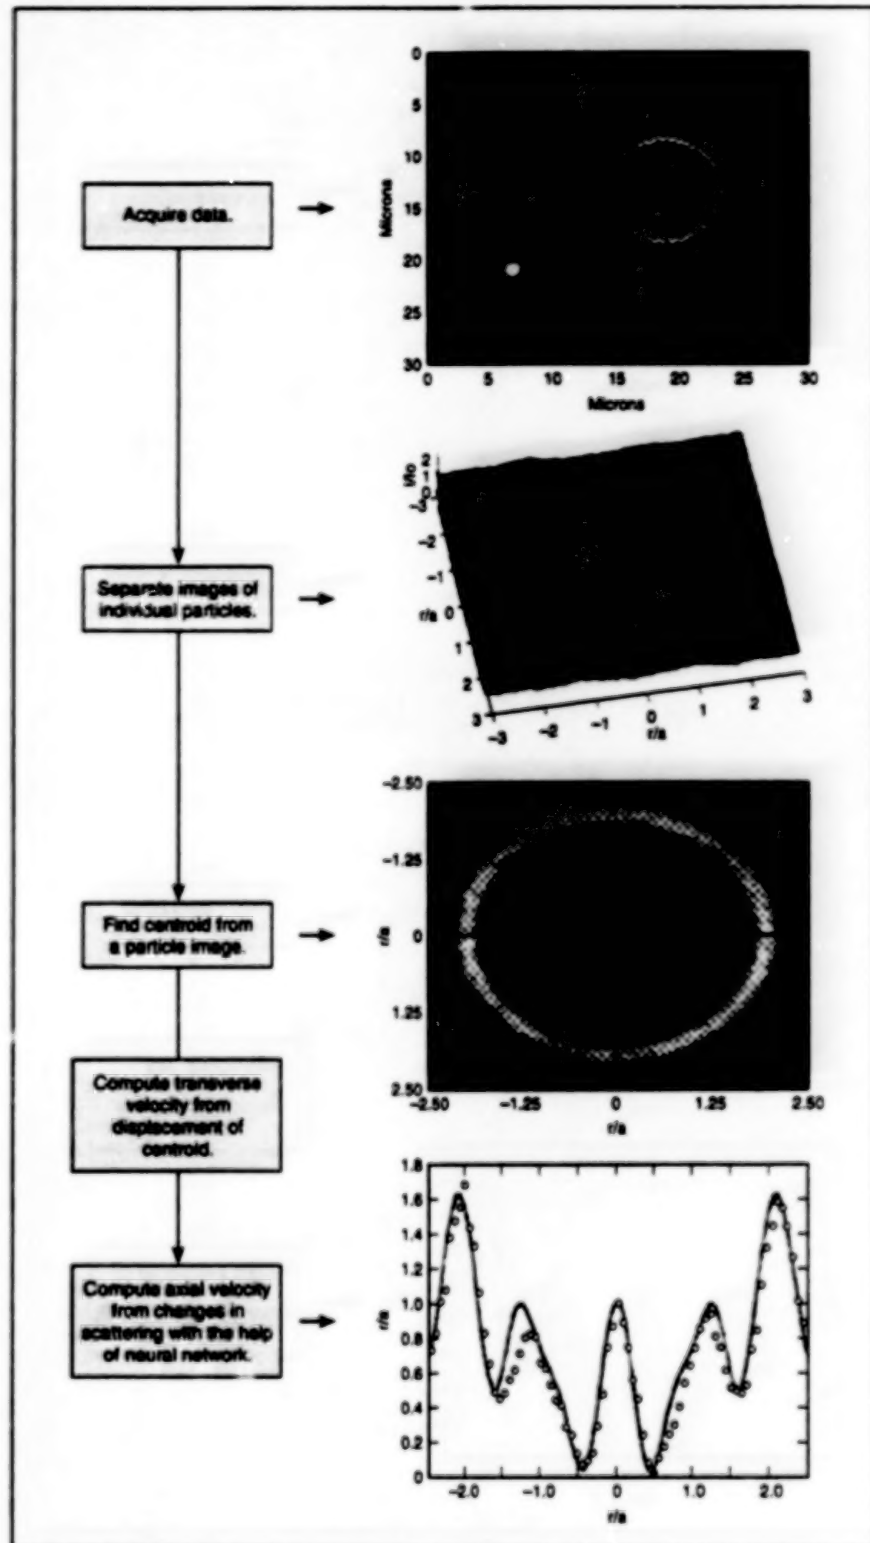 0
5
10
15
20
25
30
Microns
0 5 10 15 20 25 30
Microns
Acquire data.
2
1
0
I/Io
-3
-2
-1
r/a 0
1
2
3
-3 -2 -1 0 1 2 3
r/a
Separate images of
individual particles.
-2.50
-1.25
r/a 0
1.25
2.50
-2.50 -1.25 0 1.25 2.50
r/a
Find centroid from
a particle image.
Compute transverse
velocity from
displacement of
centroid.
1.8
1.6
1.4
1.2
1.0
r/a
0.8
0.6
0.4
0.2
0
-2.0 -1.0 0 1.0 2.0
r/a
Compute axial velocity
from changes in
scattering with the help
of neural network.